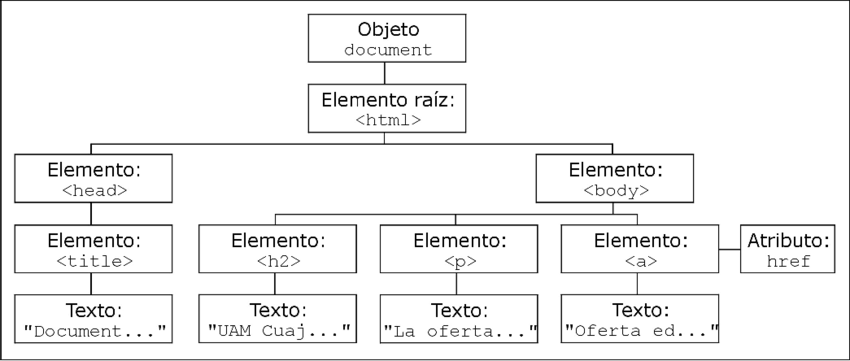 Objeto
document
Elemento raíz:
<html>
Elemento:
<head>
Elemento:
<body>
Elemento:
<title>
Elemento:
<h2>
Elemento:
<p>
Elemento:
<a>
Atributo:
href
Texto:
"Document..."
Texto:
"UAM Cuaj..."
Texto:
"La oferta..."
Texto:
"Oferta ed..."